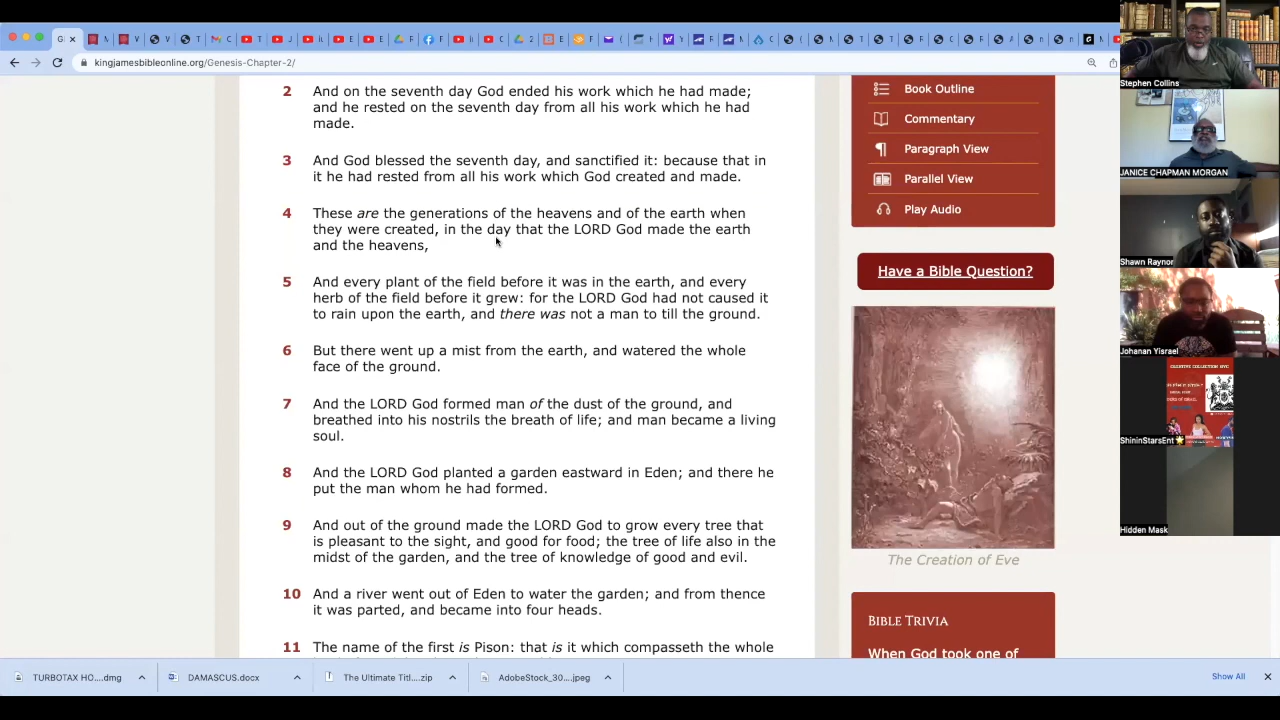 G
V
V
T
C
T
J
Y
E
E
F
F
C
2
B
F
(
F
Y
F
N
(
N
T
T
F
(
F
A
n
n
M
kingjamesbibleonline.org/Genesis-Chapter-2/
2 And on the seventh day God ended his work which he had made;
and he rested on the seventh day from all his work which he had
made.
3 And God blessed the seventh day, and sanctified it: because that in
it he had rested from all his work which God created and made.
4 These are the generations of the heavens and of the earth when
they were created, in the day that the LORD God made the earth
and the heavens,
5 And every plant of the field before it was in the earth, and every
herb of the field before it grew: for the LORD God had not caused it
to rain upon the earth, and there was not a man to till the ground.
6 But there went up a mist from the earth, and watered the whole
face of the ground.
7 And the LORD God formed man of the dust of the ground, and
breathed into his nostrils the breath of life; and man became a living
soul.
8 And the LORD God planted a garden eastward in Eden; and there he
put the man whom he had formed.
9 And out of the ground made the LORD God to grow every tree that
is pleasant to the sight, and good for food; the tree of life also in the
midst of the garden, and the tree of knowledge of good and evil.
10 And a river went out of Eden to water the garden; and from thence
it was parted, and became into four heads.
11 The name of the first is Pison: that is it which compasseth the whole
Book Outline
Commentary
Paragraph View
Parallel View
Play Audio
Have a Bible Question?
The Creation of Eve
BIBLE TRIVIA
When God took one of
Stephen Collins
JANICE CHAPMAN MORGAN
Shawn Raynor
Johanan Yisrael
ShininStarsEnt
Hidden Mask
TURBOTAX HO....dmg
DAMASCUS.docx
The Ultimate Titl....zip
AdobeStock_30....jpeg
Show All